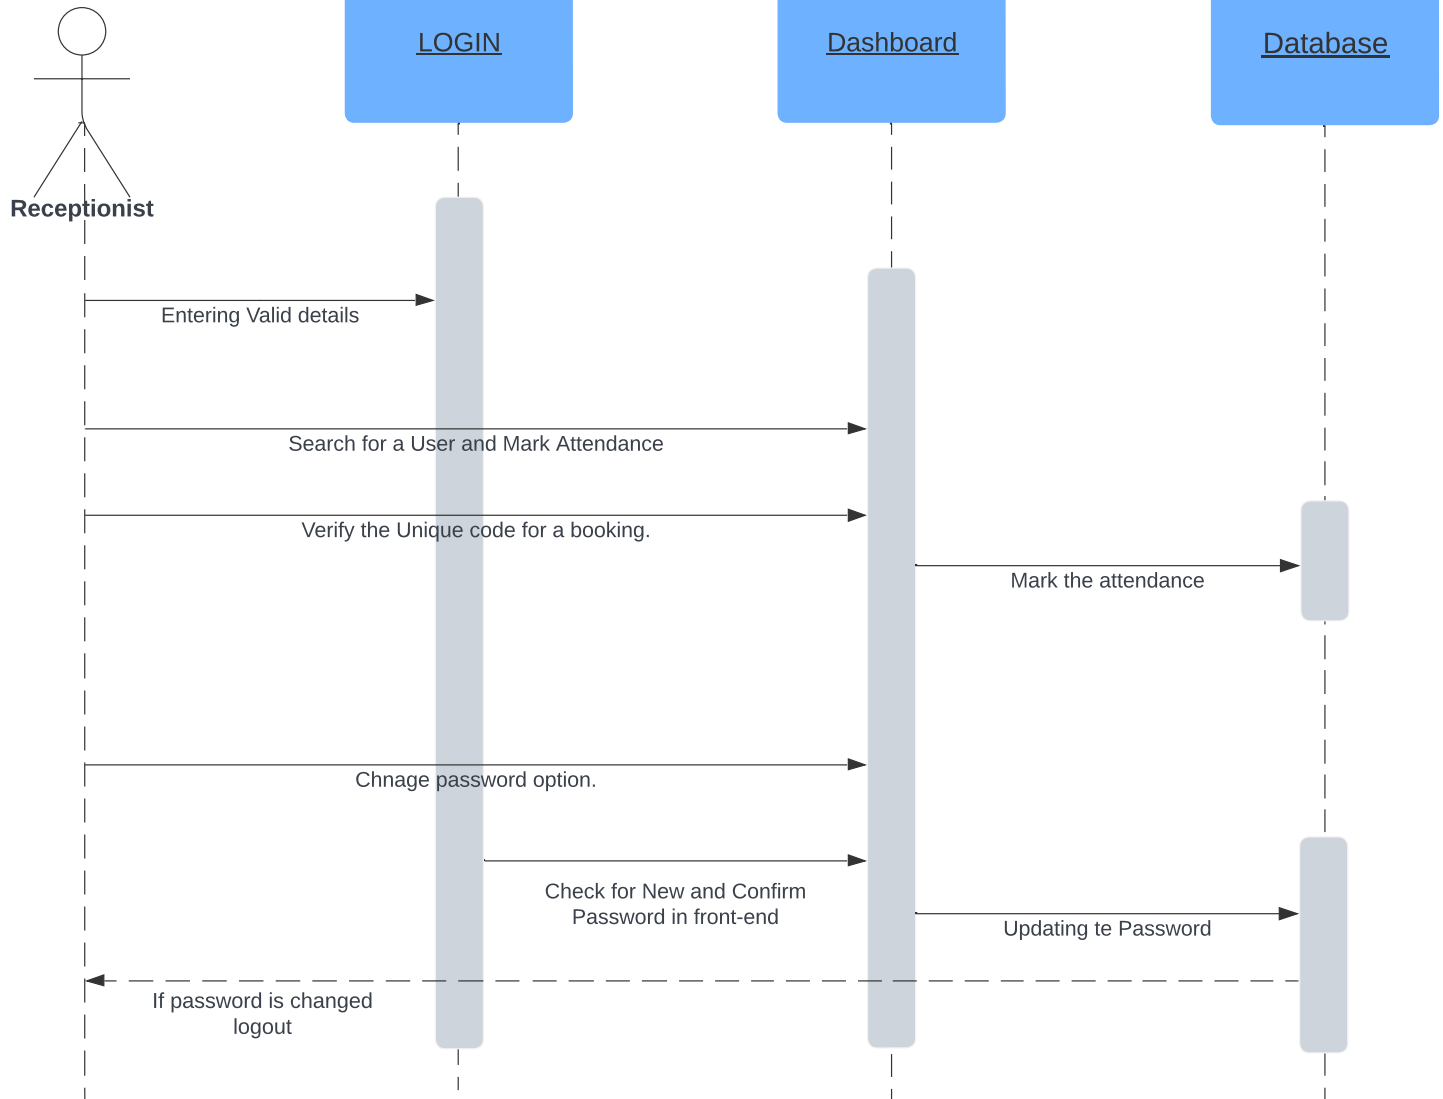 LOGIN
Dashboard
Database
Receptionist
Entering Valid details
Search for a User and Mark Attendance
Verify the Unique code for a booking.
Mark the attendance
Chnage password option.
Check for New and Confirm
Password in front-end
Updating te Password
If password is changed
logout